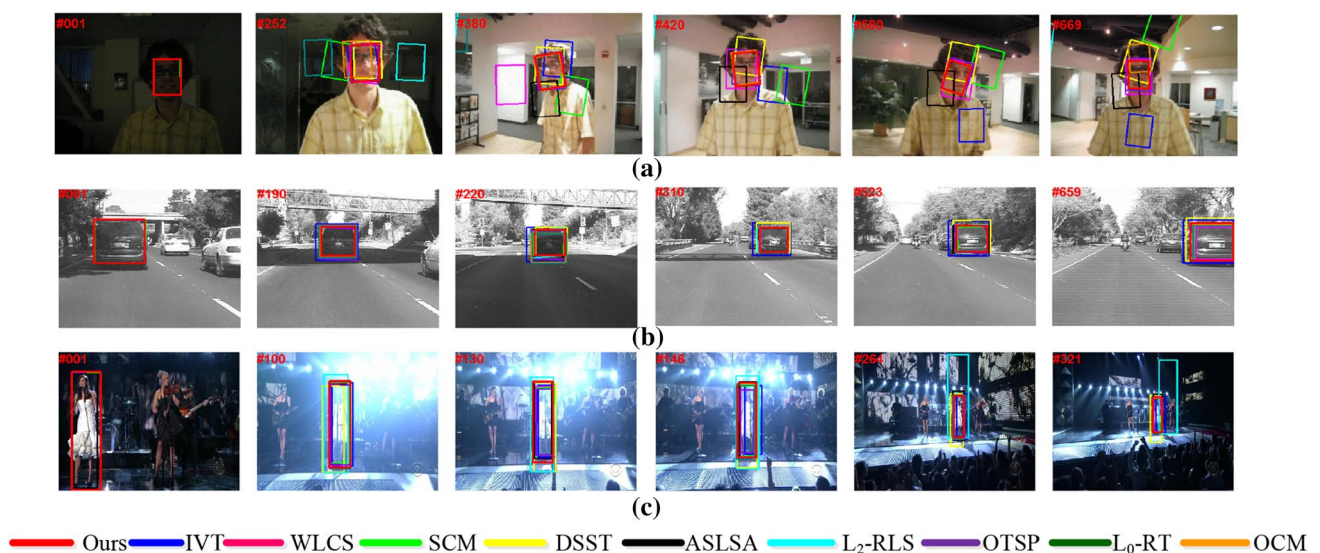 #001 #252 #380 #420 #580 #669
(a)
#001 #190 #220 #310 #523 #659
(b)
#001 #100 #130 #146 #264 #321
(c)
Ours IVT WLCS SCM DSST ASLSA L₂-RLS OTSP L₀-RT OCM